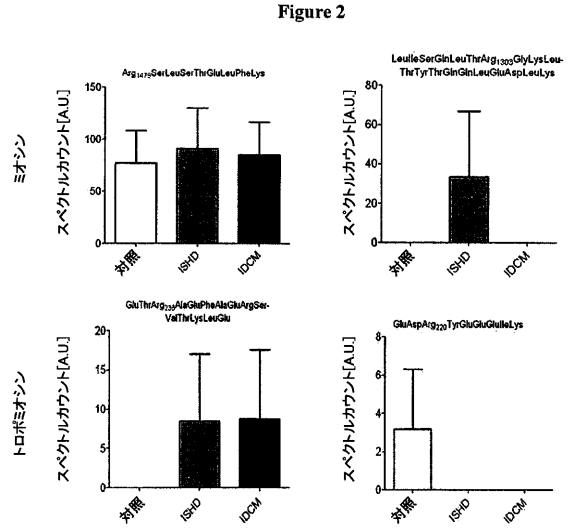 Figure 2
Arg₁₄₇₅SerLeuSerThrGluLeuPheLys
ミオシン
スペクトルカウント[A.U.]
150
100
50
0
対照
ISHD
IDCM
LeuIleSerGlnLeuThrArg₁₃₀₃GlyLysLeu-
ThrTyrThrGlnGlnLeuGluAspLeuLys
スペクトルカウント[A.U.]
80
60
40
20
0
対照
ISHD
IDCM
GluThrArg₂₃₈AlaGluPheAlaGluArgSer-
ValThrLysLeuGlu
トロポミオシン
スペクトルカウント[A.U.]
20
15
10
5
0
対照
ISHD
IDCM
GluAspArg₂₂₀TyrGluGluGluIleLys
スペクトルカウント[A.U.]
8
6
4
2
0
対照
ISHD
IDCM